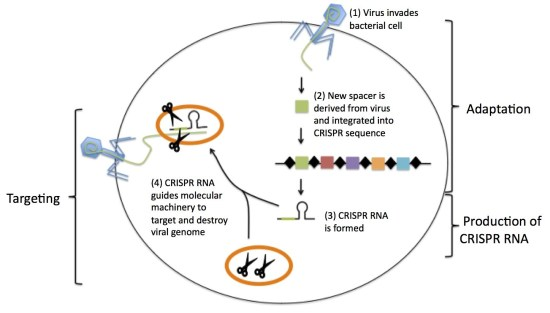 (1) Virus invades
bacterial cell
(2) New spacer is
derived from virus
and integrated into
CRISPR sequence
Adaptation
(3) CRISPR RNA
is formed
Production of
CRISPR RNA
(4) CRISPR RNA
guides molecular
machinery to
target and destroy
viral genome
Targeting